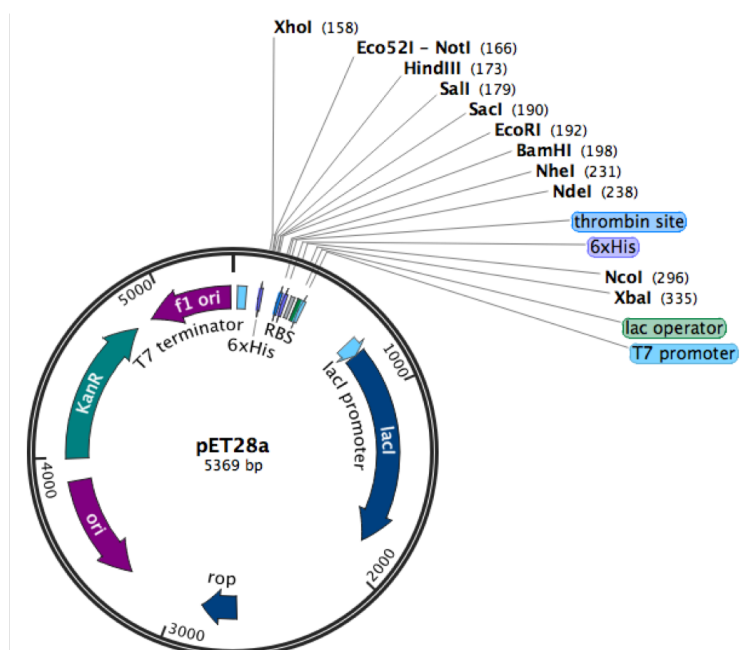 XhoI (158)
Eco52I - NotI (166)
HindIII (173)
SalI (179)
SacI (190)
EcoRI (192)
BamHI (198)
NheI (231)
NdeI (238)
thrombin site
6xHis
NcoI (296)
XbaI (335)
lac operator
T7 promoter
5000
f1 ori
T7 terminator
6xHis
RBS
lacI promoter
1000
KanR
lacI
pET28a
5369 bp
4000
ori
2000
rop
3000